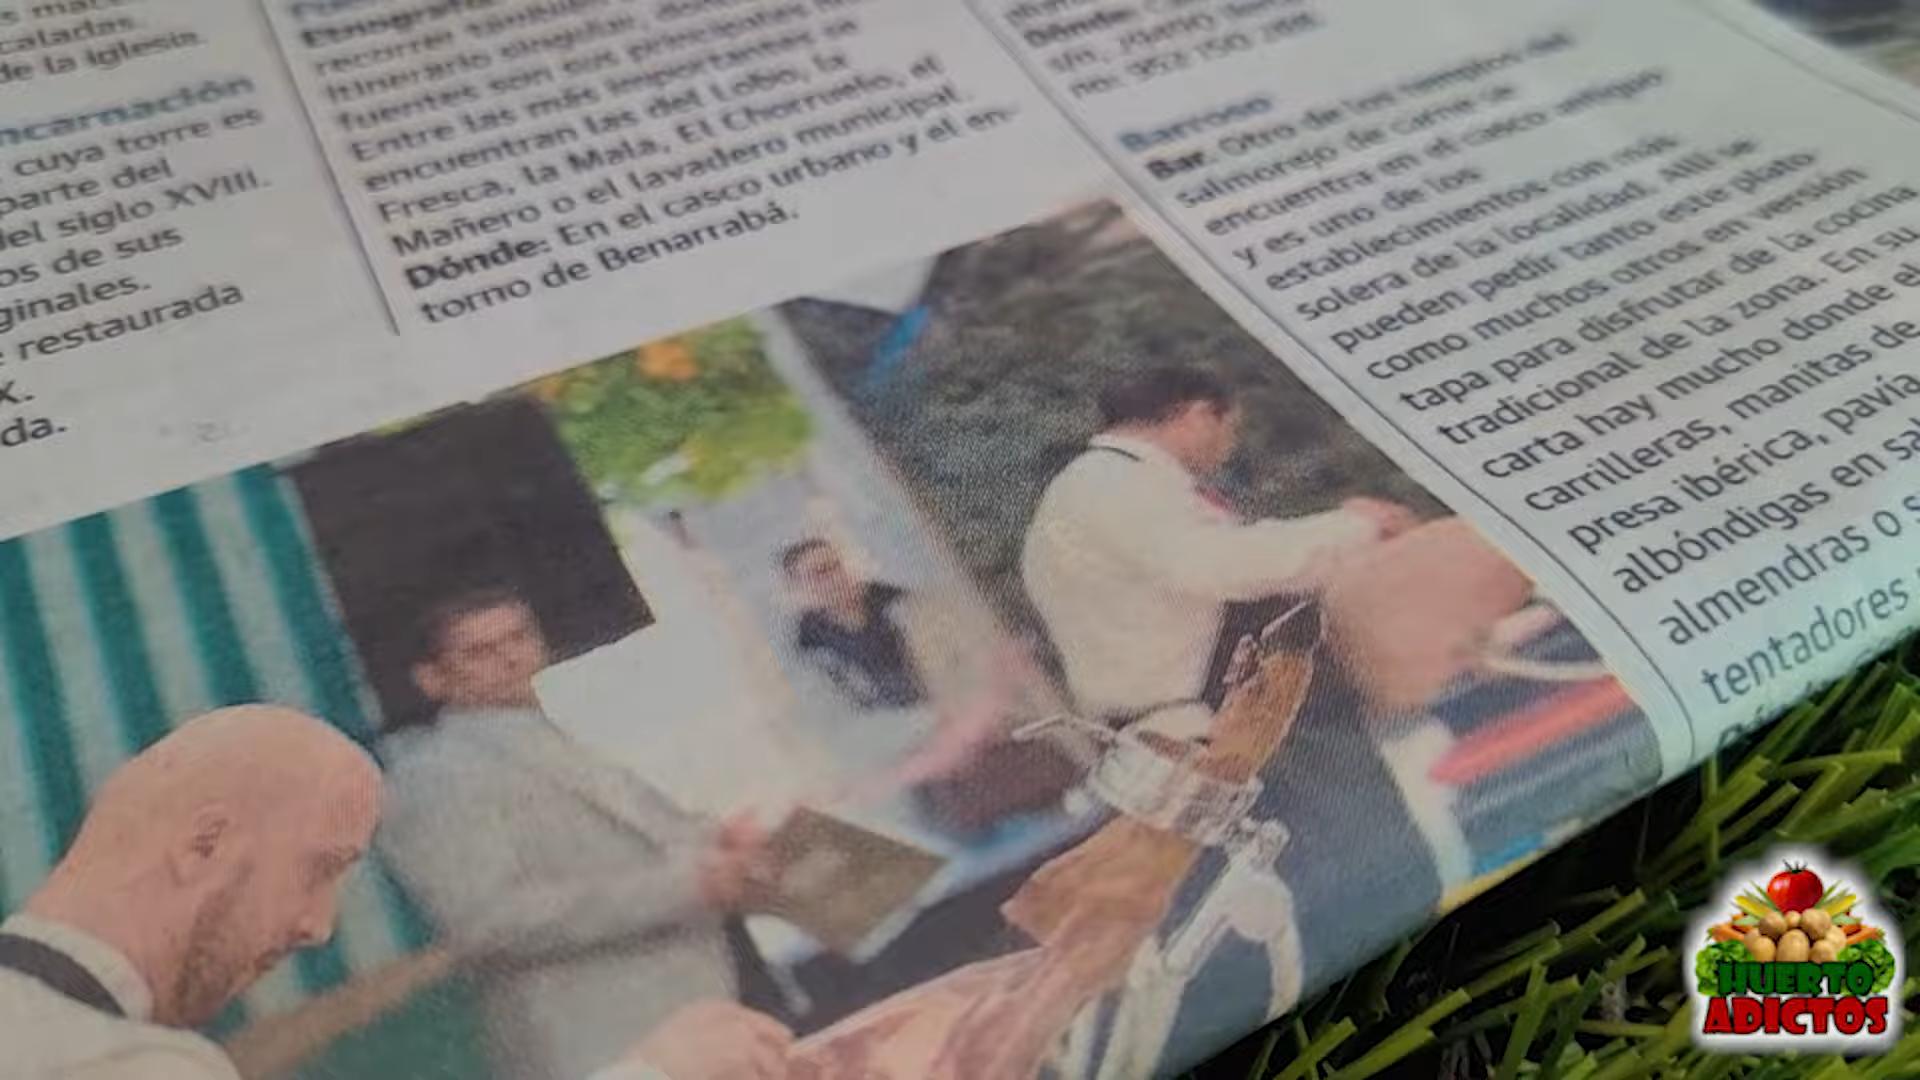 caladas.
de la iglesia.
ncarnación
cuya torre es
parte del
del siglo XVIII.
os de sus
ginales.
restaurada
x.
da.
recorrer también
itinerario singular,
fuentes son sus principales
Entre las más importantes se
encuentran las del Lobo, la
Fresca, la Mala, El Chorruelo, el
Mañero o el lavadero municipal.
Dónde: En el casco urbano y el en-
torno de Benarrabá.
Dónde:
s/n, 29490
no: 952 150
Barroso
Bar. Otro de los templos del
salmorejo de carne se
encuentra en el casco antiguo
y es uno de los
establecimientos con más
solera de la localidad. Allí se
pueden pedir tanto este plato
como muchos otros en versión
tapa para disfrutar de la cocina
tradicional de la zona. En su
carta hay mucho donde el
carrilleras, manitas de
presa ibérica, pavía
albóndigas en sal
almendras o s
tentadores
HUERTO
ADICTOS